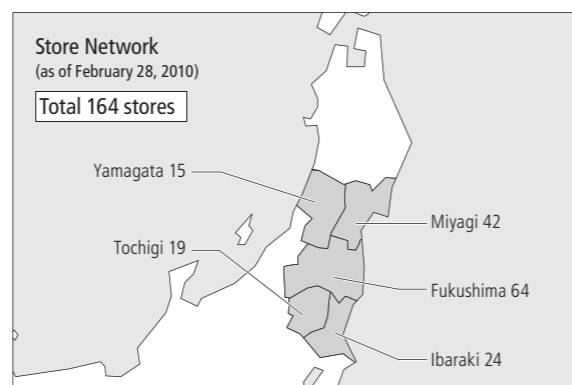 Store Network
(as of February 28, 2010)
Total 164 stores
Yamagata 15
Miyagi 42
Tochigi 19
Fukushima 64
Ibaraki 24